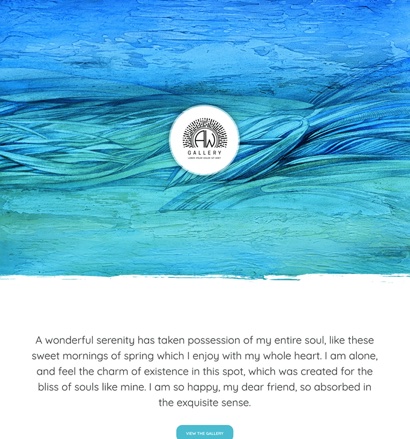 AW
GALLERY
A wonderful serenity has taken possession of my entire soul, like these
sweet mornings of spring which I enjoy with my whole heart. I am alone,
and feel the charm of existence in this spot, which was created for the
bliss of souls like mine. I am so happy, my dear friend, so absorbed in
the exquisite sense.
VIEW THE GALLERY